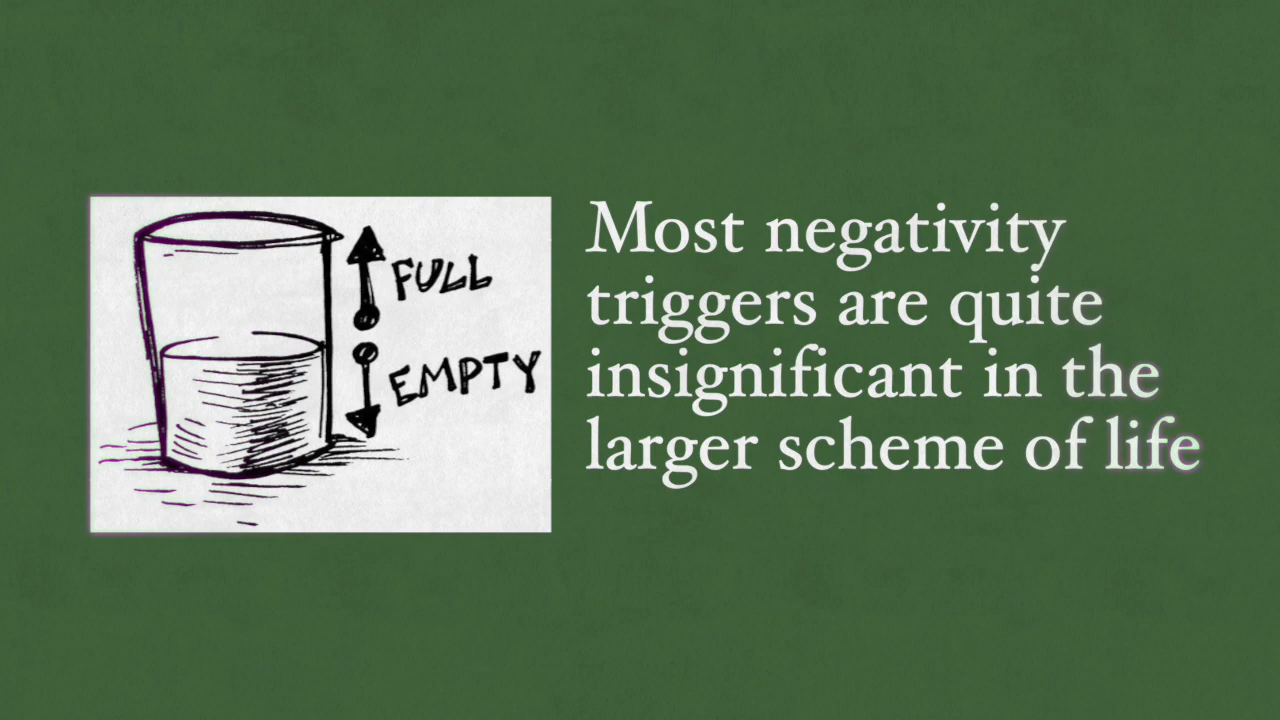 FULL
EMPTY
Most negativity
triggers are quite
insignificant in the
larger scheme of life